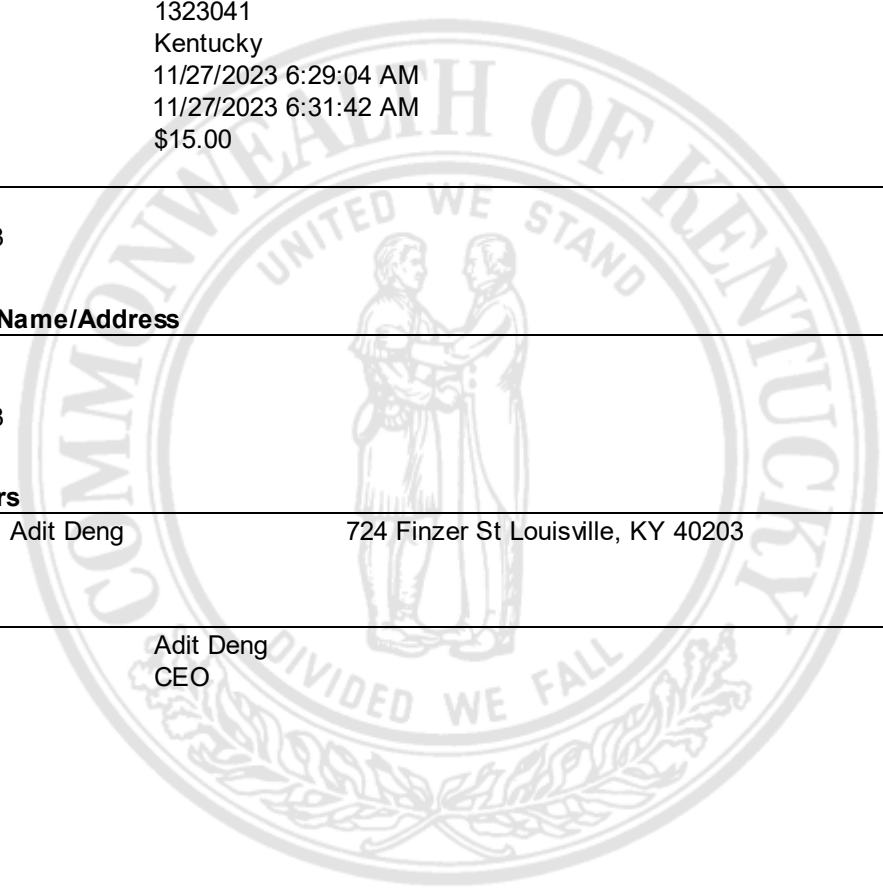 1323041
Kentucky
11/27/2023 6:29:04 AM
11/27/2023 6:31:42 AM
$15.00
Name/Address
rs
Adit Deng 724 Finzer St Louisville, KY 40203
Adit Deng
CEO
COMMONWEALTH OF KENTUCKY
UNITED WE STAND
DIVIDED WE FALL